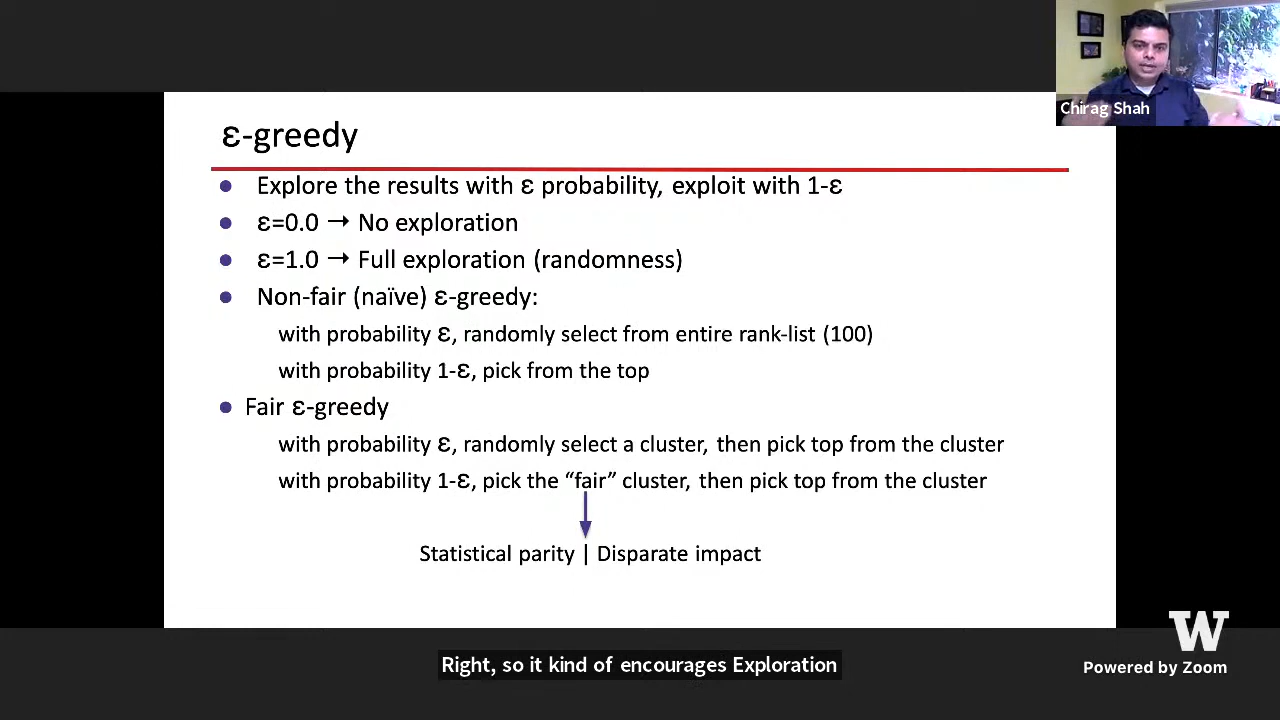 Chirag Shah
ε-greedy
● Explore the results with ε probability, exploit with 1-ε
● ε=0.0 → No exploration
● ε=1.0 → Full exploration (randomness)
● Non-fair (naïve) ε-greedy:
with probability ε, randomly select from entire rank-list (100)
with probability 1-ε, pick from the top
● Fair ε-greedy
with probability ε, randomly select a cluster, then pick top from the cluster
with probability 1-ε, pick the “fair” cluster, then pick top from the cluster
Statistical parity | Disparate impact
W
Powered by Zoom
Right, so it kind of encourages Exploration